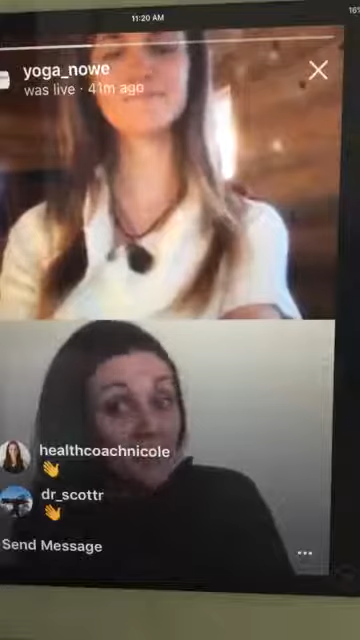 11:20 AM
yoga_nowe
was live · 41m ago
healthcoachnicole
👋
dr_scottr
👋
Send Message